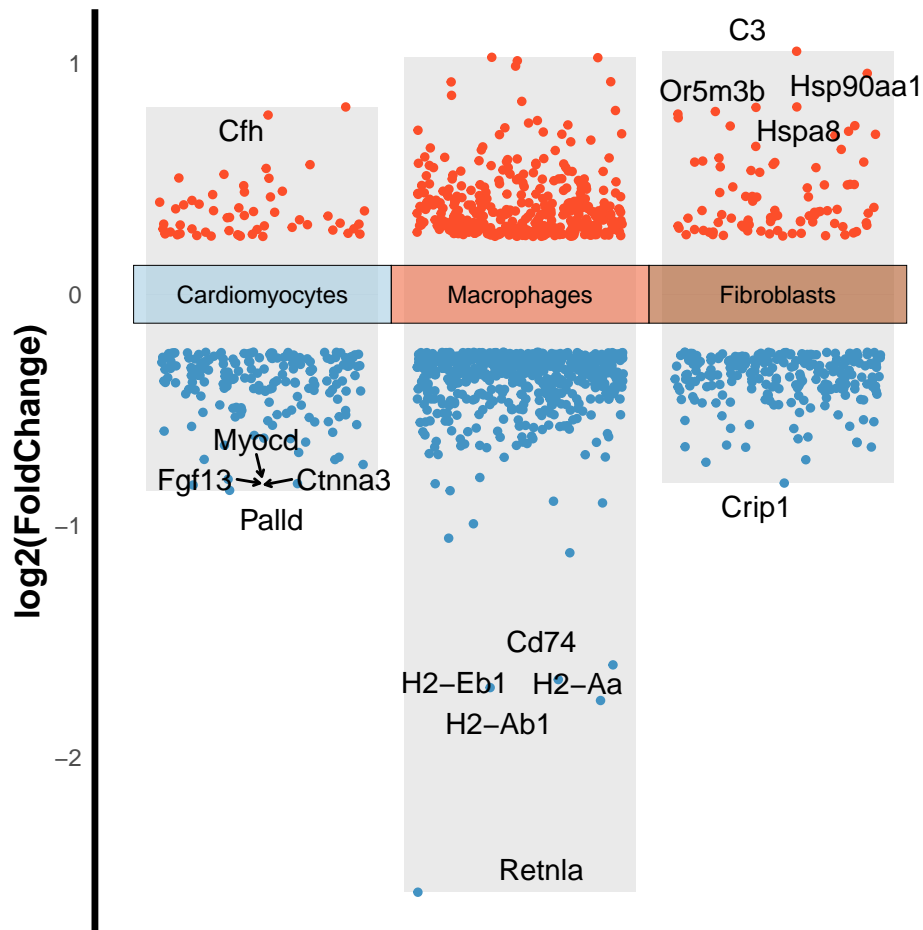 C3
1
Or5m3b
Hsp90aa1
Cfh
Hspa8
0
Cardiomyocytes
Macrophages
Fibroblasts
log2(FoldChange)
Myocd
Fgf13
Ctnna3
Palld
Crip1
−1
Cd74
H2−Eb1
H2−Aa
H2−Ab1
−2
Retnla